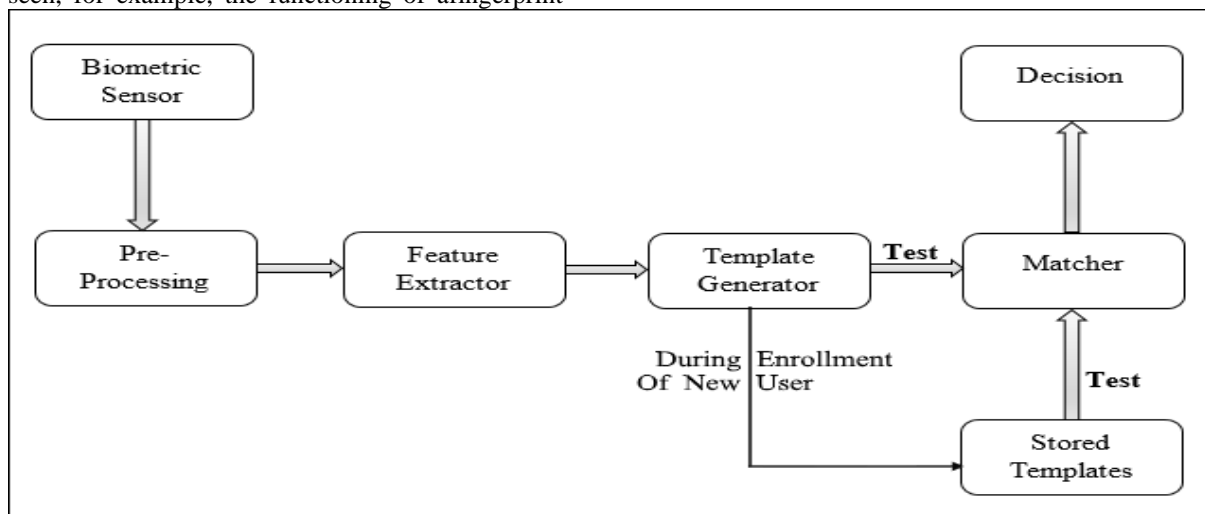 seen, for example, the functioning of afingerprint
Biometric
Sensor
Decision
Pre-
Processing
Feature
Extractor
Template
Generator
Test
Matcher
During Enrollment
Of New User
Test
Stored
Templates